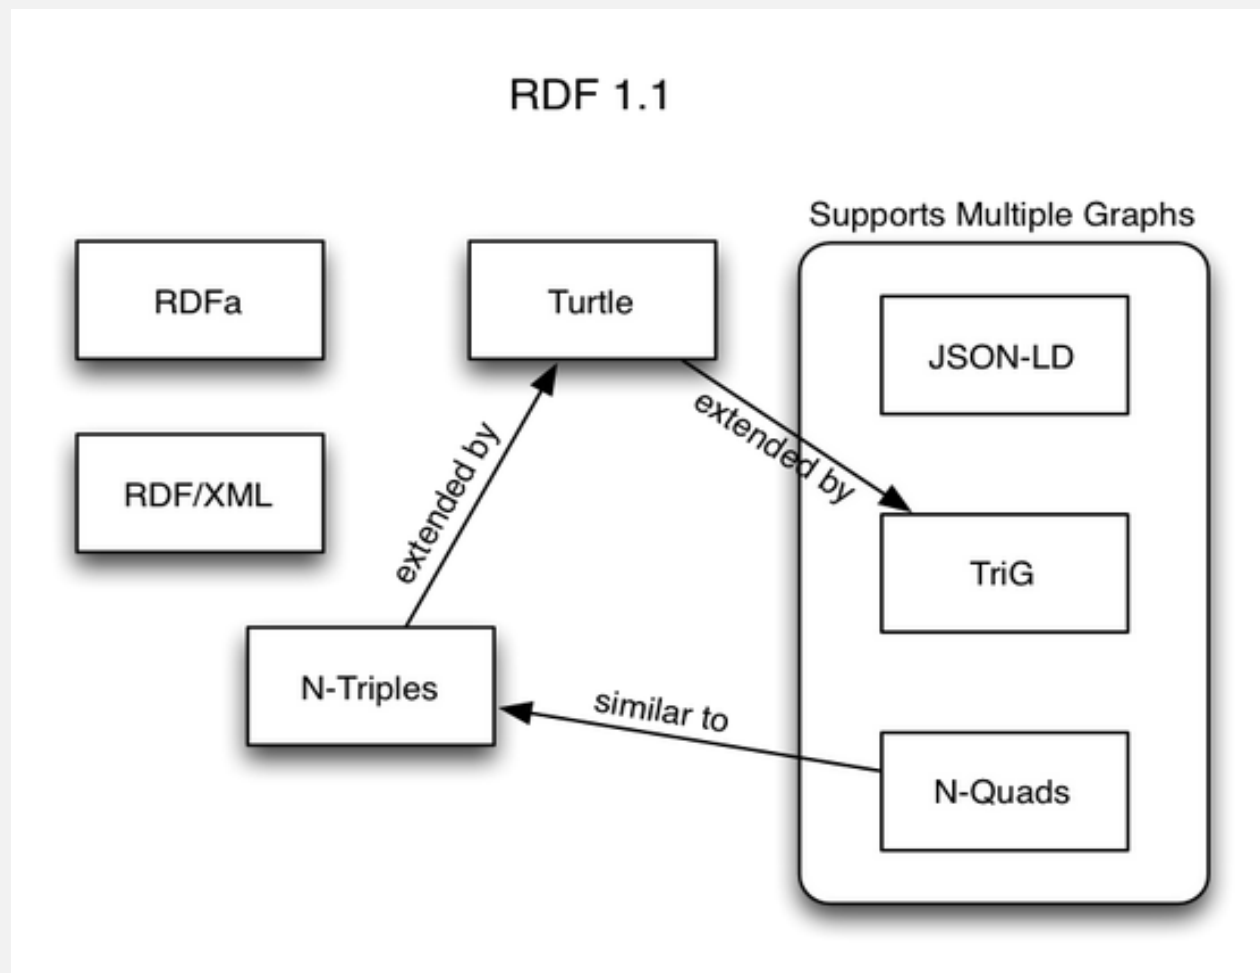 RDF 1.1
Supports Multiple Graphs
RDFa
Turtle
JSON-LD
RDF/XML
extended by
extended by
TriG
N-Triples
similar to
N-Quads